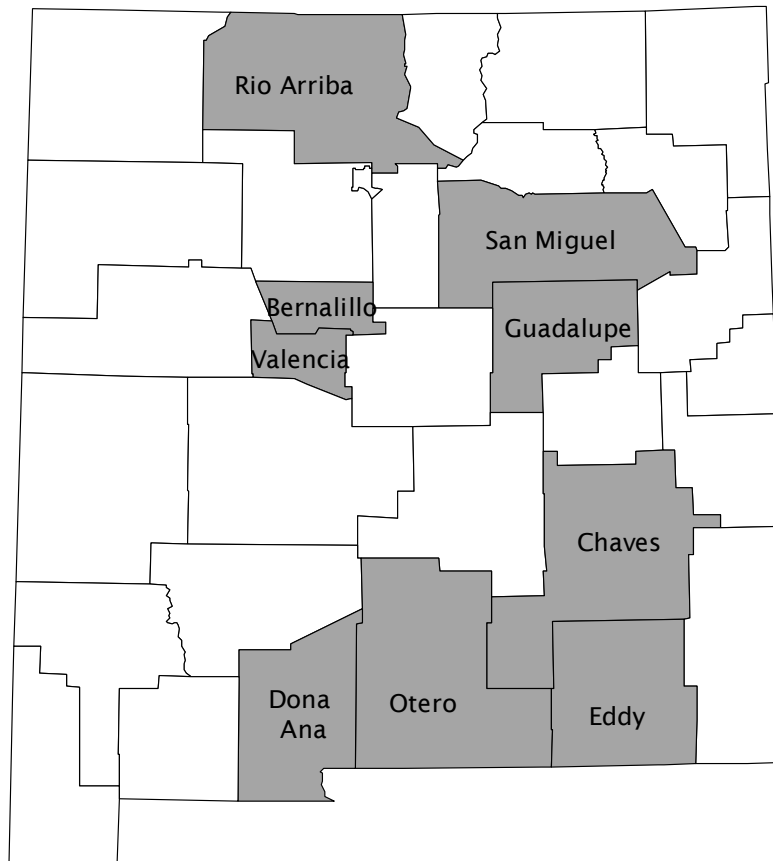 Rio Arriba
San Miguel
Bernalillo
Guadalupe
Valencia
Chaves
Dona
Ana
Otero
Eddy